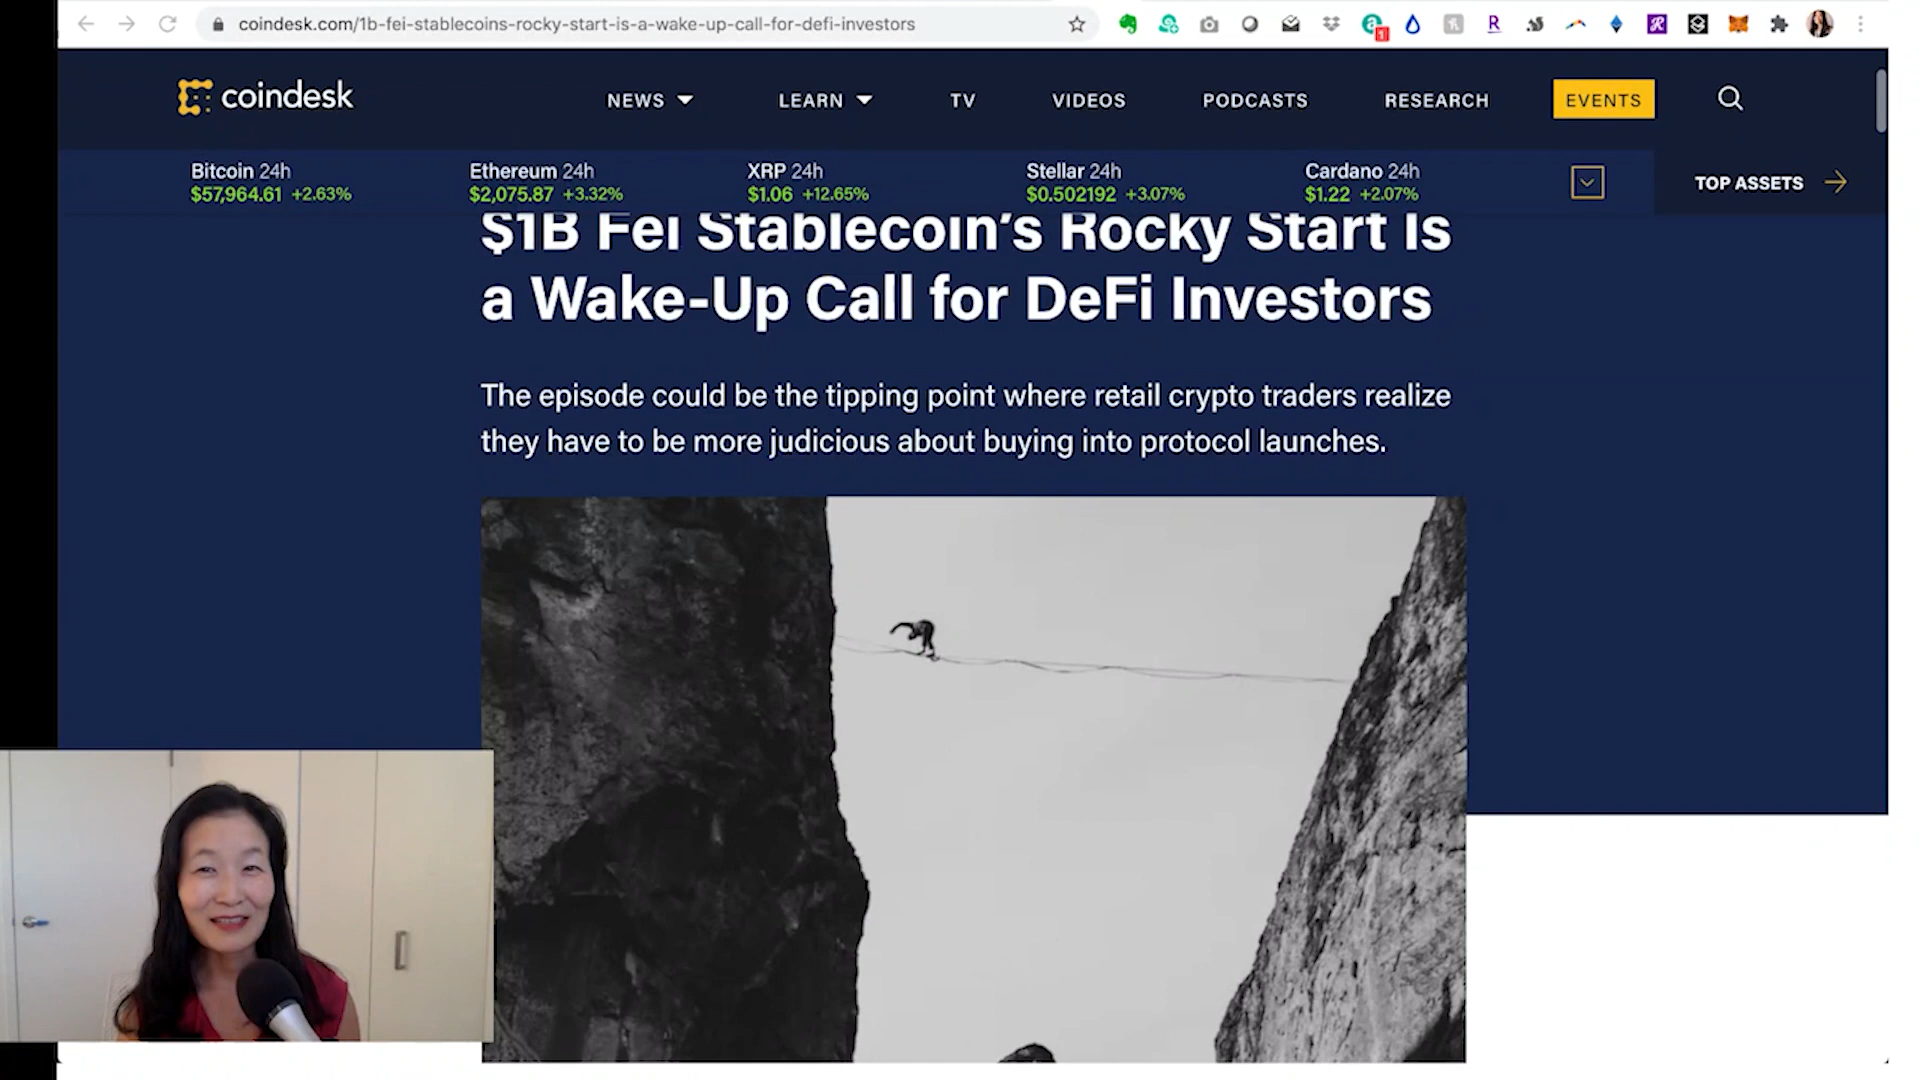 coindesk.com/1b-fei-stablecoins-rocky-start-is-a-wake-up-call-for-defi-investors
coindesk
NEWS
LEARN
TV
VIDEOS
PODCASTS
RESEARCH
EVENTS
Bitcoin 24h
$57,964.61 +2.63%
Ethereum 24h
$2,075.87 +3.32%
XRP 24h
$1.06 +12.65%
Stellar 24h
$0.502192 +3.07%
Cardano 24h
$1.22 +2.07%
TOP ASSETS
$1B Fei Stablecoin's Rocky Start Is
a Wake-Up Call for DeFi Investors
The episode could be the tipping point where retail crypto traders realize
they have to be more judicious about buying into protocol launches.